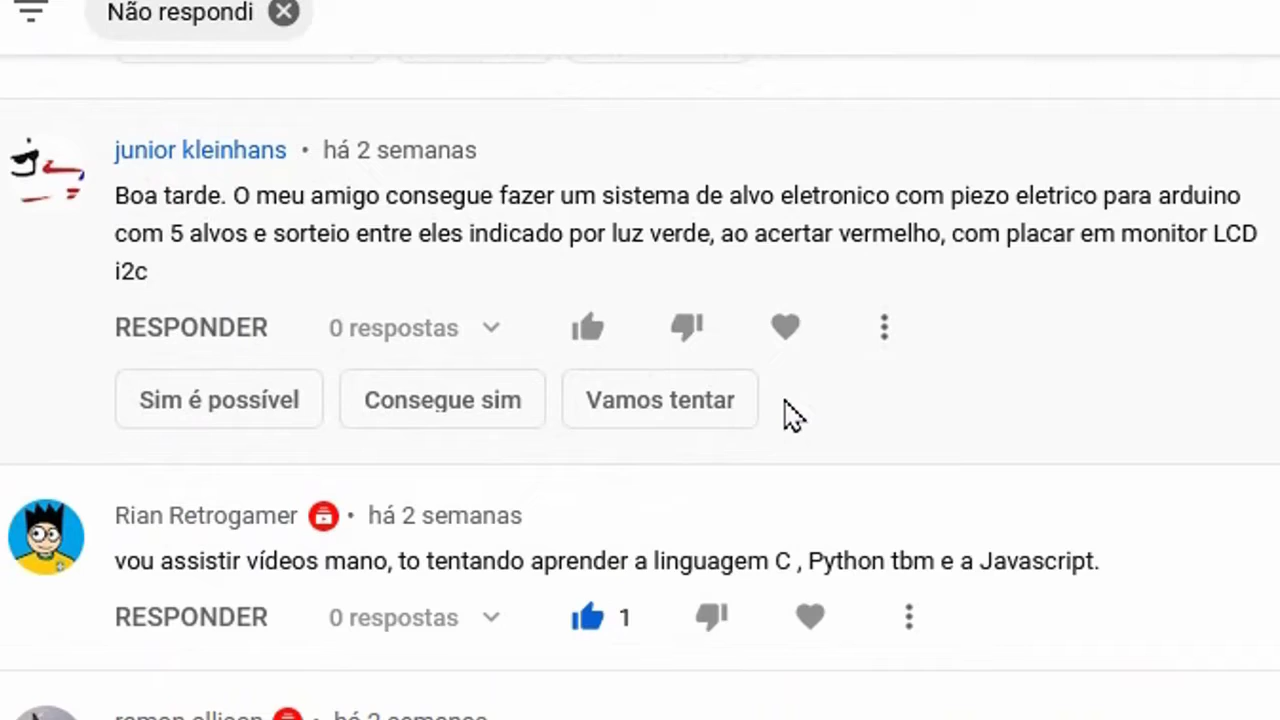 Não respondi
junior kleinhans • há 2 semanas
Boa tarde. O meu amigo consegue fazer um sistema de alvo eletronico com piezo eletrico para arduino
com 5 alvos e sorteio entre eles indicado por luz verde, ao acertar vermelho, com placar em monitor LCD
i2c
RESPONDER 0 respostas
Sim é possível Consegue sim Vamos tentar
Rian Retrogamer • há 2 semanas
vou assistir vídeos mano, to tentando aprender a linguagem C , Python tbm e a Javascript.
RESPONDER 0 respostas 1
há 2 semanas